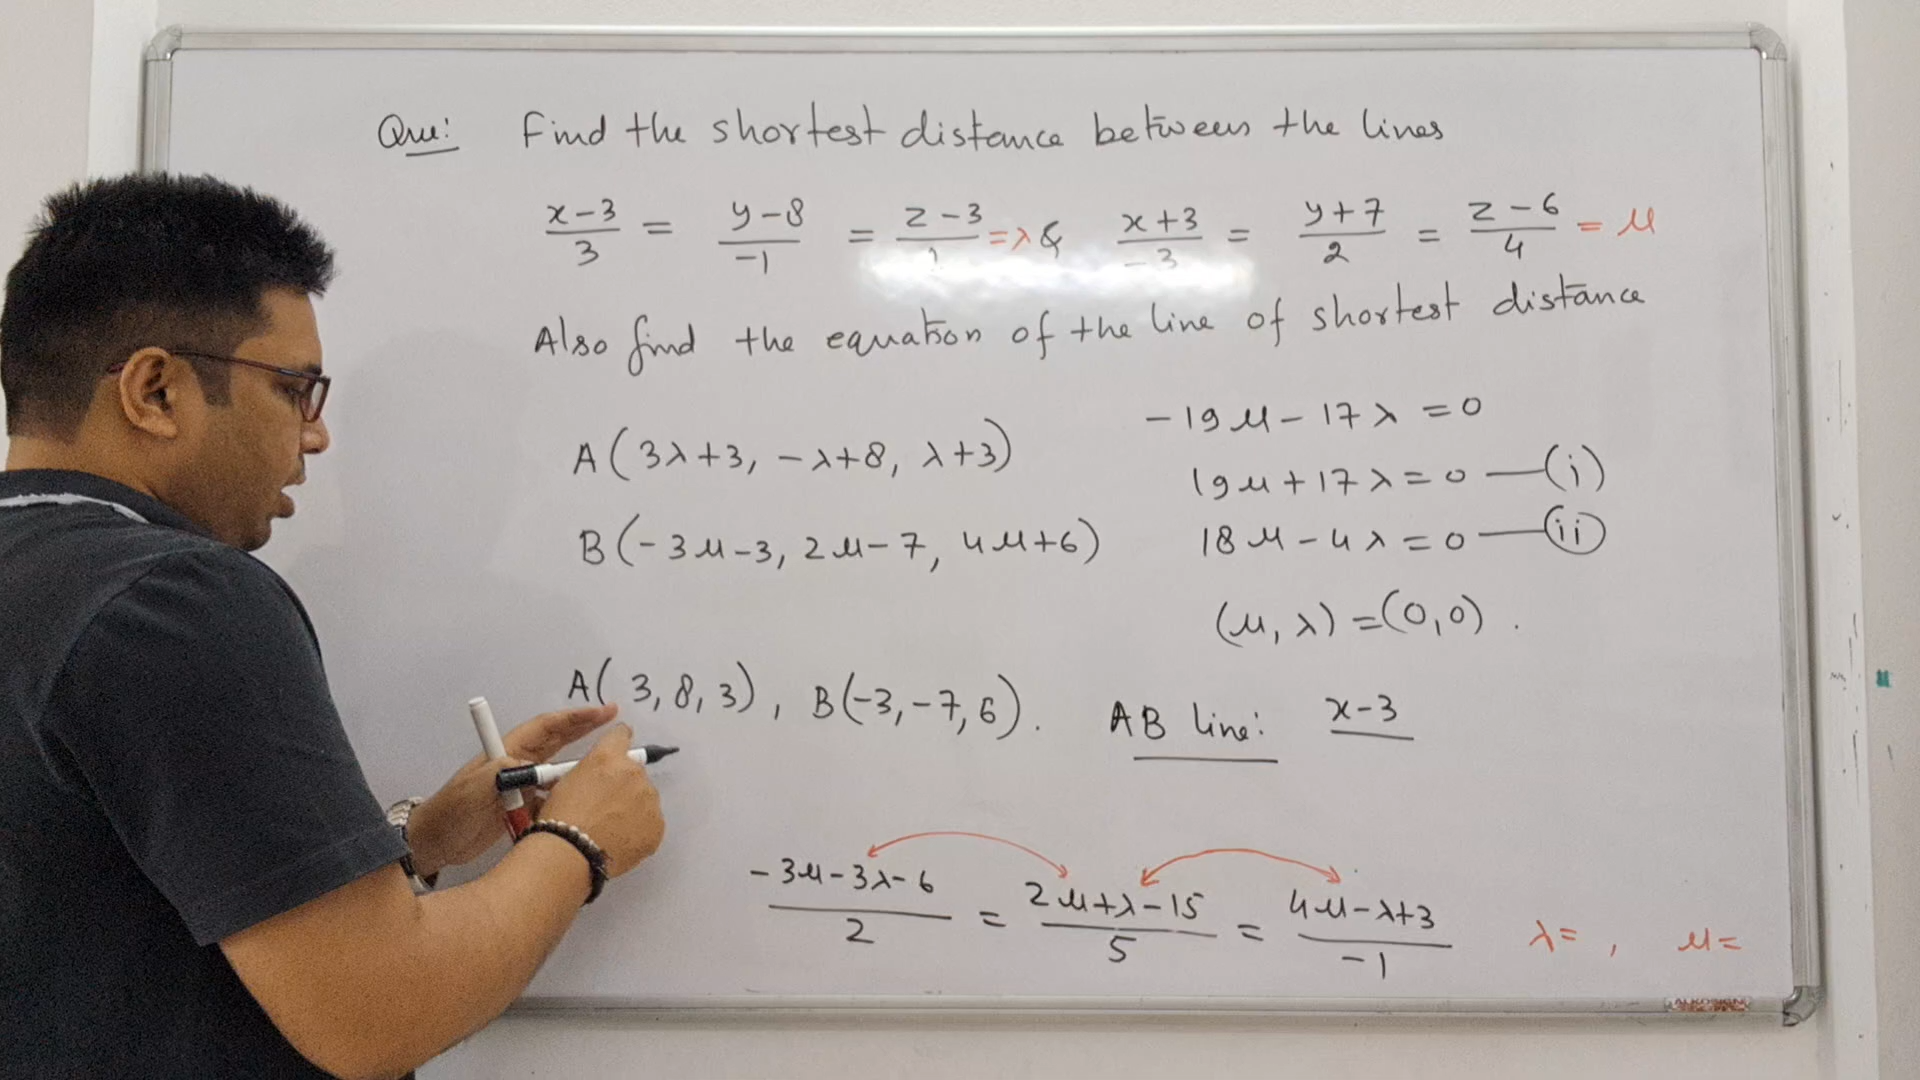 Que: Find the shortest distance between the lines
x-3/3 = y-8/-1 = z-3/1 =λ & x+3/-3 = y+7/2 = z-6/4 = μ
Also find the equation of the line of shortest distance
A(3λ+3, -λ+8, λ+3)
B(-3μ-3, 2μ-7, 4μ+6)
-19μ-17λ=0
19μ+17λ=0 —(i)
18μ-4λ=0 —(ii)
(μ,λ)=(0,0).
A(3,8,3), B(-3,-7,6). AB line: x-3
-3μ-3λ-6/2 = 2μ+λ-15/5 = 4μ-λ+3/-1 λ= , μ=